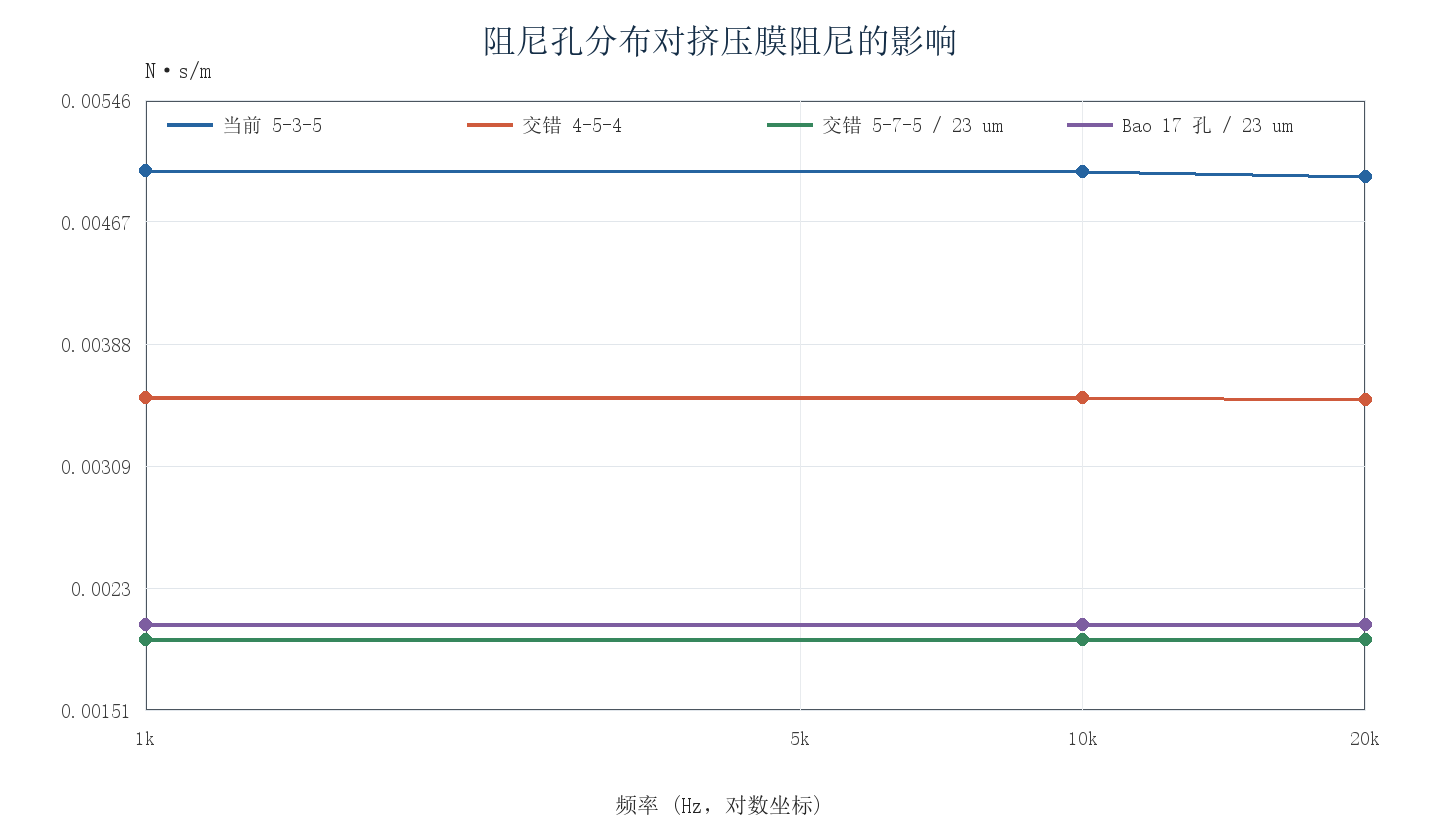 阻尼孔分布对挤压膜阻尼的影响
N·s/m
0.00546
当前 5-3-5
交错 4-5-4
交错 5-7-5 / 23 um
Bao 17 孔 / 23 um
0.00467
0.00388
0.00309
0.0023
0.00151
1k
5k
10k
20k
频率 (Hz, 对数坐标)